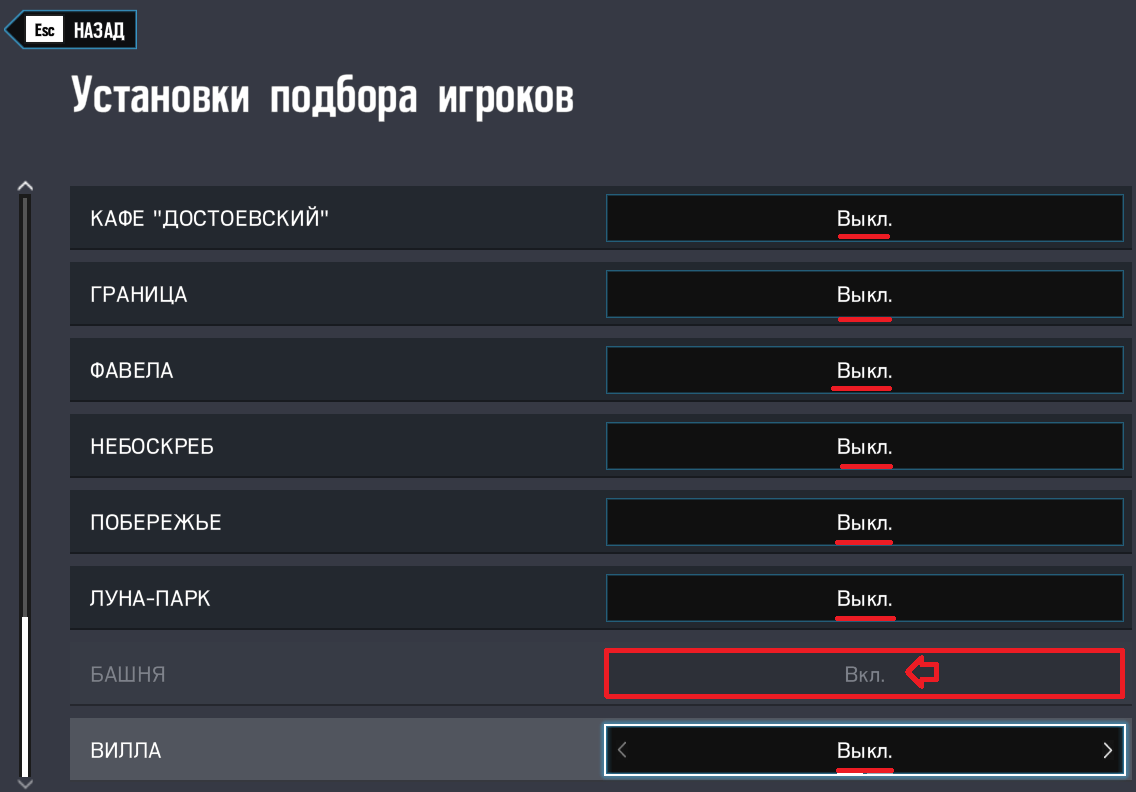 Esc НАЗАД
Установки подбора игроков
КАФЕ "ДОСТОЕВСКИЙ" Выкл.
ГРАНИЦА Выкл.
ФАВЕЛА Выкл.
НЕБОСКРЕБ Выкл.
ПОБЕРЕЖЬЕ Выкл.
ЛУНА-ПАРК Выкл.
БАШНЯ Вкл.
ВИЛЛА Выкл.